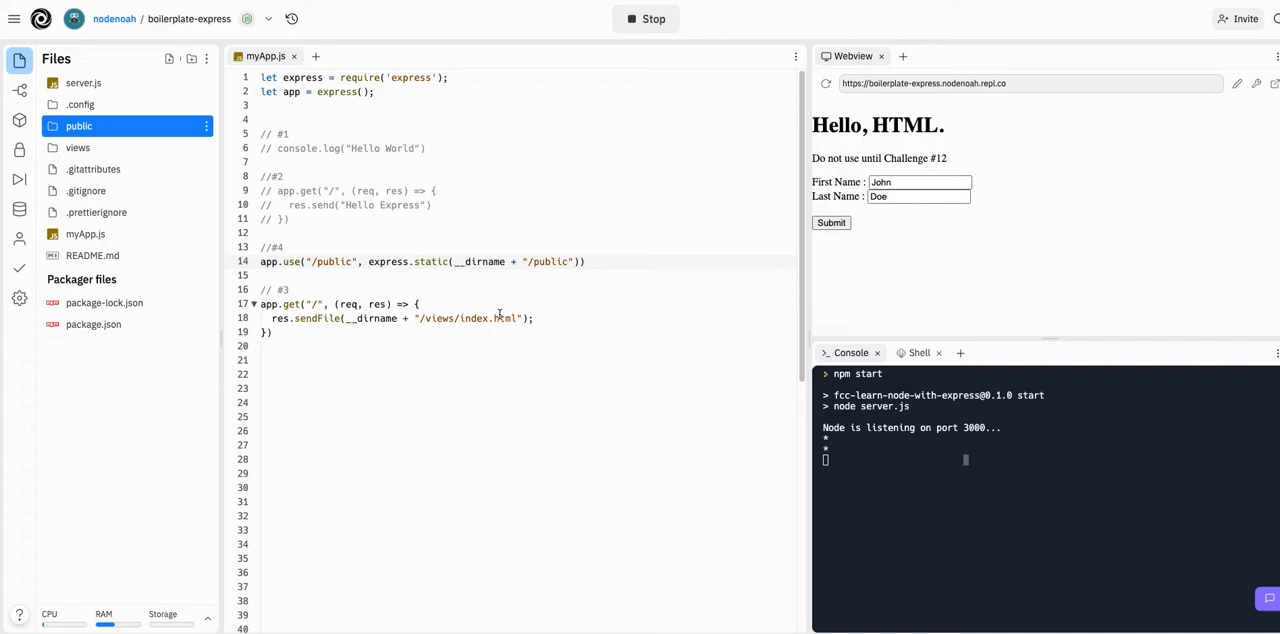 nodenoah / boilerplate-express
Stop
Invite
Files
server.js
.config
public
views
.gitattributes
.gitignore
.prettierignore
myApp.js
README.md
Packager files
package-lock.json
package.json
CPU
RAM
Storage
myApp.js
1 let express = require('express');
2 let app = express();
3
4
5 // #1
6 // console.log("Hello World")
7
8 //#2
9 // app.get("/", (req, res) => {
10 //   res.send("Hello Express")
11 // })
12
13 //#4
14 app.use("/public", express.static(__dirname + "/public"))
15
16 // #3
17 app.get("/", (req, res) => {
18   res.sendFile(__dirname + "/views/index.html");
19 })
20
21
22
23
24
25
26
27
28
29
30
31
32
33
34
35
36
37
38
39
40
Webview
https://boilerplate-express.nodenoah.repl.co
Hello, HTML.
Do not use until Challenge #12
First Name : John
Last Name : Doe
Submit
Console
Shell
> npm start
> fcc-learn-node-with-express@0.1.0 start
> node server.js
Node is listening on port 3000...
*
*